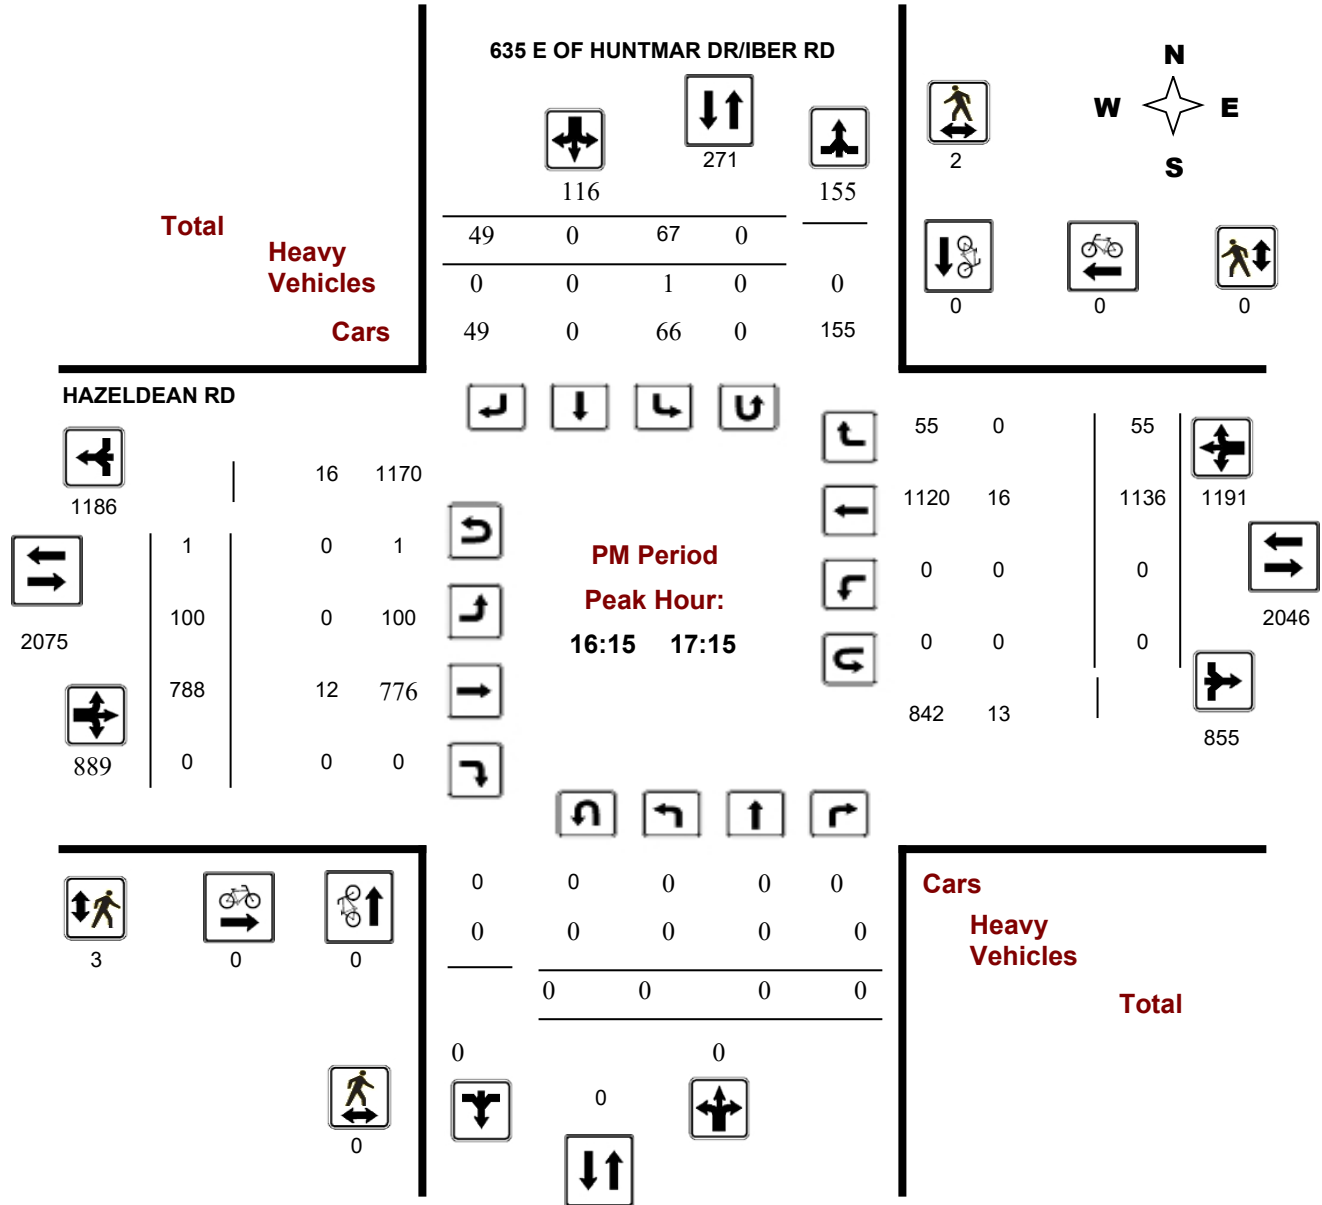 635 E OF HUNTMAR DR/IBER RD
N
W E
S
271
2
116 155
Total
49 0 67 0
Heavy
Vehicles
0 0 1 0 0
0 0 0
Cars
49 0 66 0 155
HAZELDEAN RD
55 0 55
16 1170
1186
1120 16 1136 1191
1 0 1
PM Period
0 0 0
Peak Hour:
100 0 100
2046
2075
16:15 17:15
0 0 0
788 12 776
842 13
855
889 0 0 0
0 0 0 0 0
Cars
0 0 0 0 0
Heavy
Vehicles
3 0 0
0 0 0 0
Total
0 0
0
0